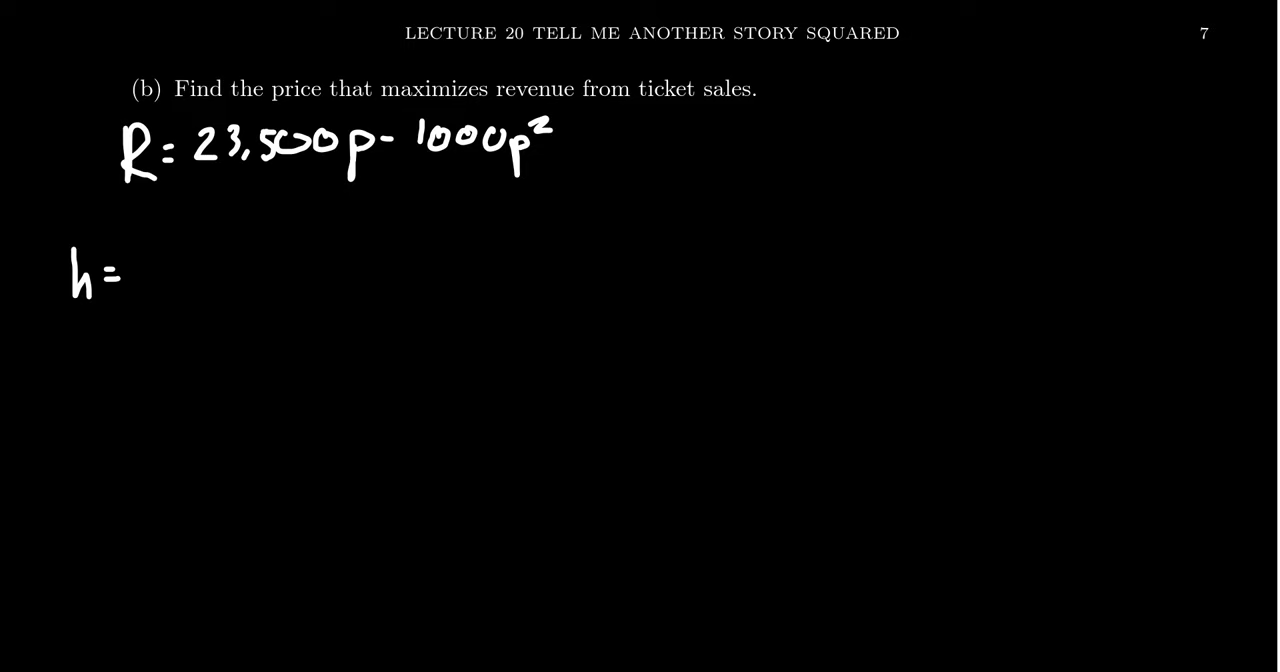 LECTURE 20 TELL ME ANOTHER STORY SQUARED 7
(b) Find the price that maximizes revenue from ticket sales.
R = 23,500p - 1000p²
h =